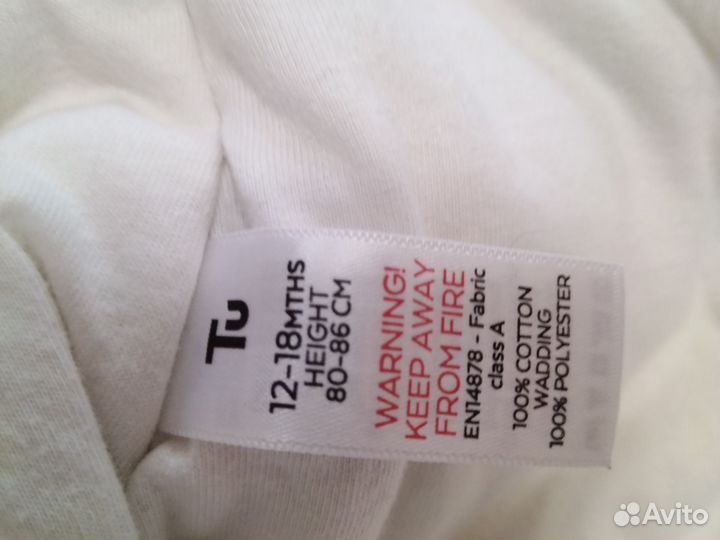 Tu
12-18MTHS
HEIGHT
80-86 CM
WARNING!
KEEP AWAY
FROM FIRE
EN14878 - Fabric
class A
100% COTTON
WADDING
100% POLYESTER
Avito